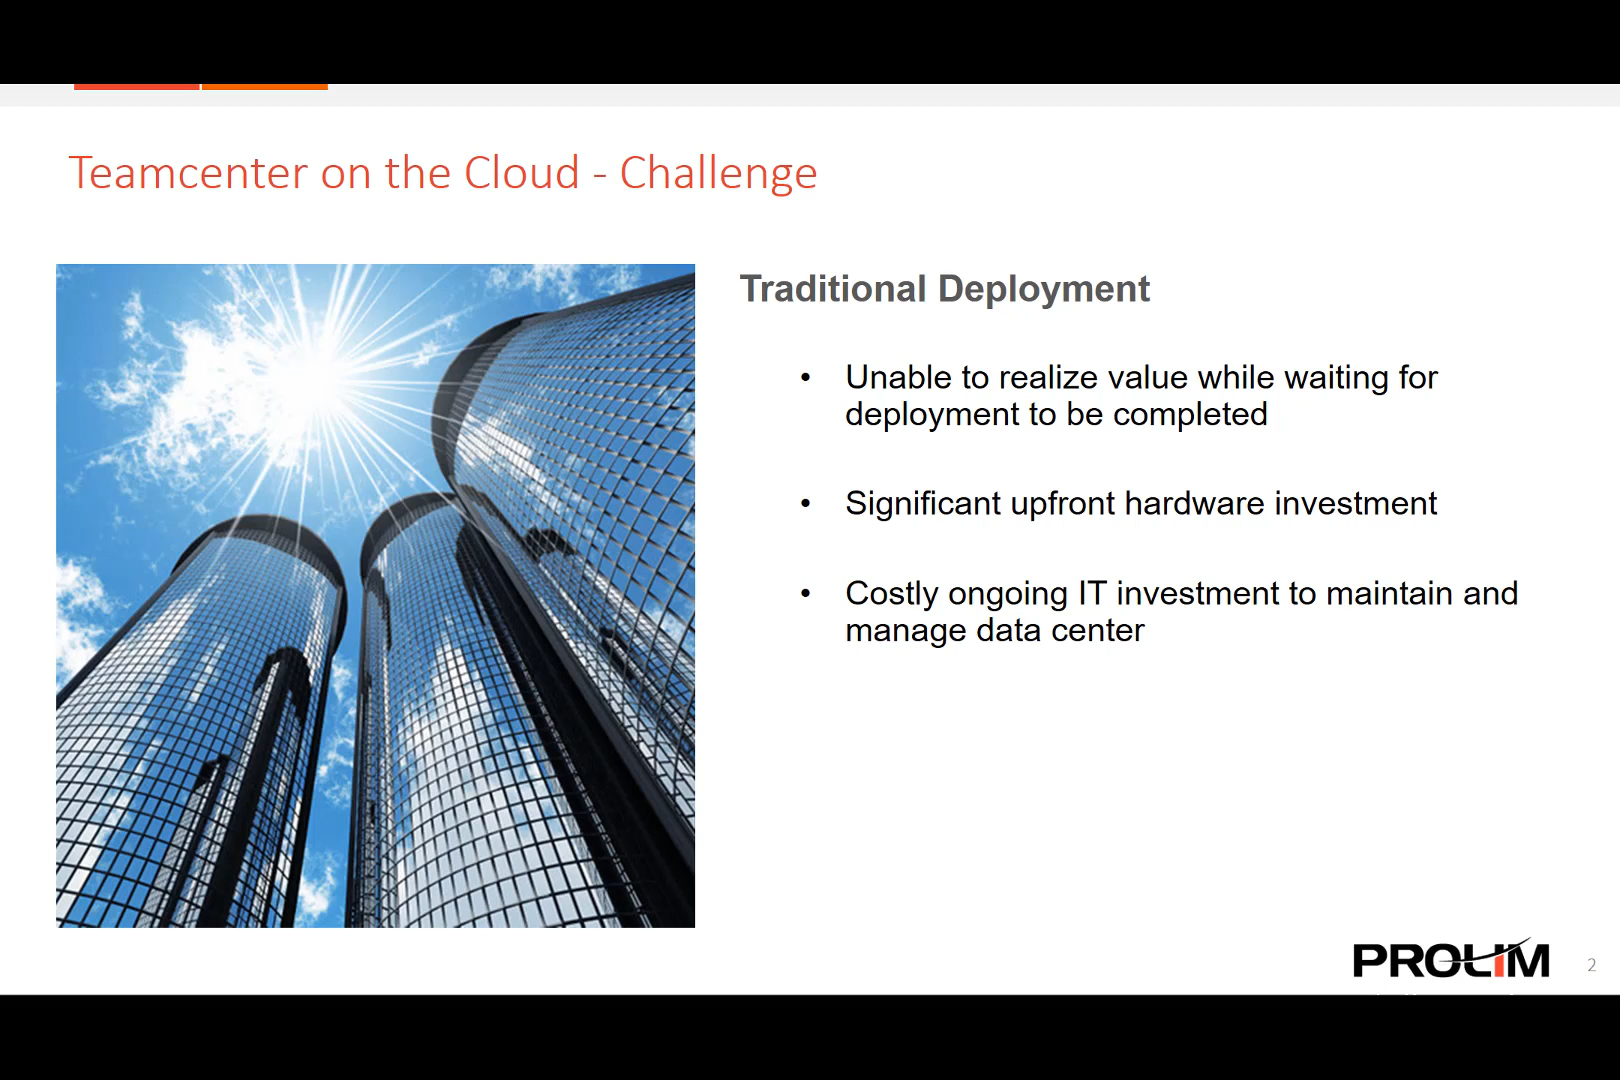 Teamcenter on the Cloud - Challenge
Traditional Deployment
• Unable to realize value while waiting for
deployment to be completed
• Significant upfront hardware investment
• Costly ongoing IT investment to maintain and
manage data center
PROLIM
2